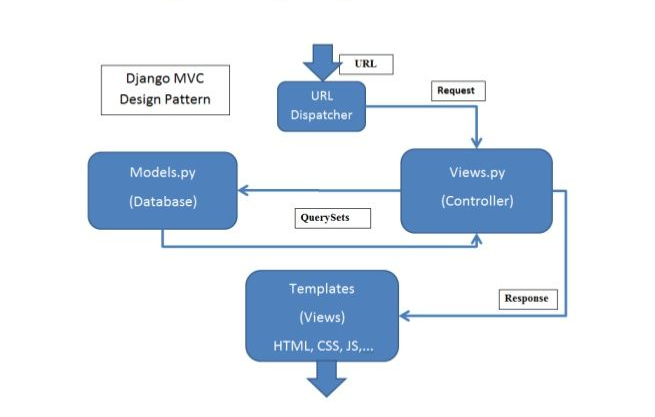 URL
Django MVC
Design Pattern
URL
Dispatcher
Request
Models.py
(Database)
Views.py
(Controller)
QuerySets
Templates
(Views)
HTML, CSS, JS,...
Response